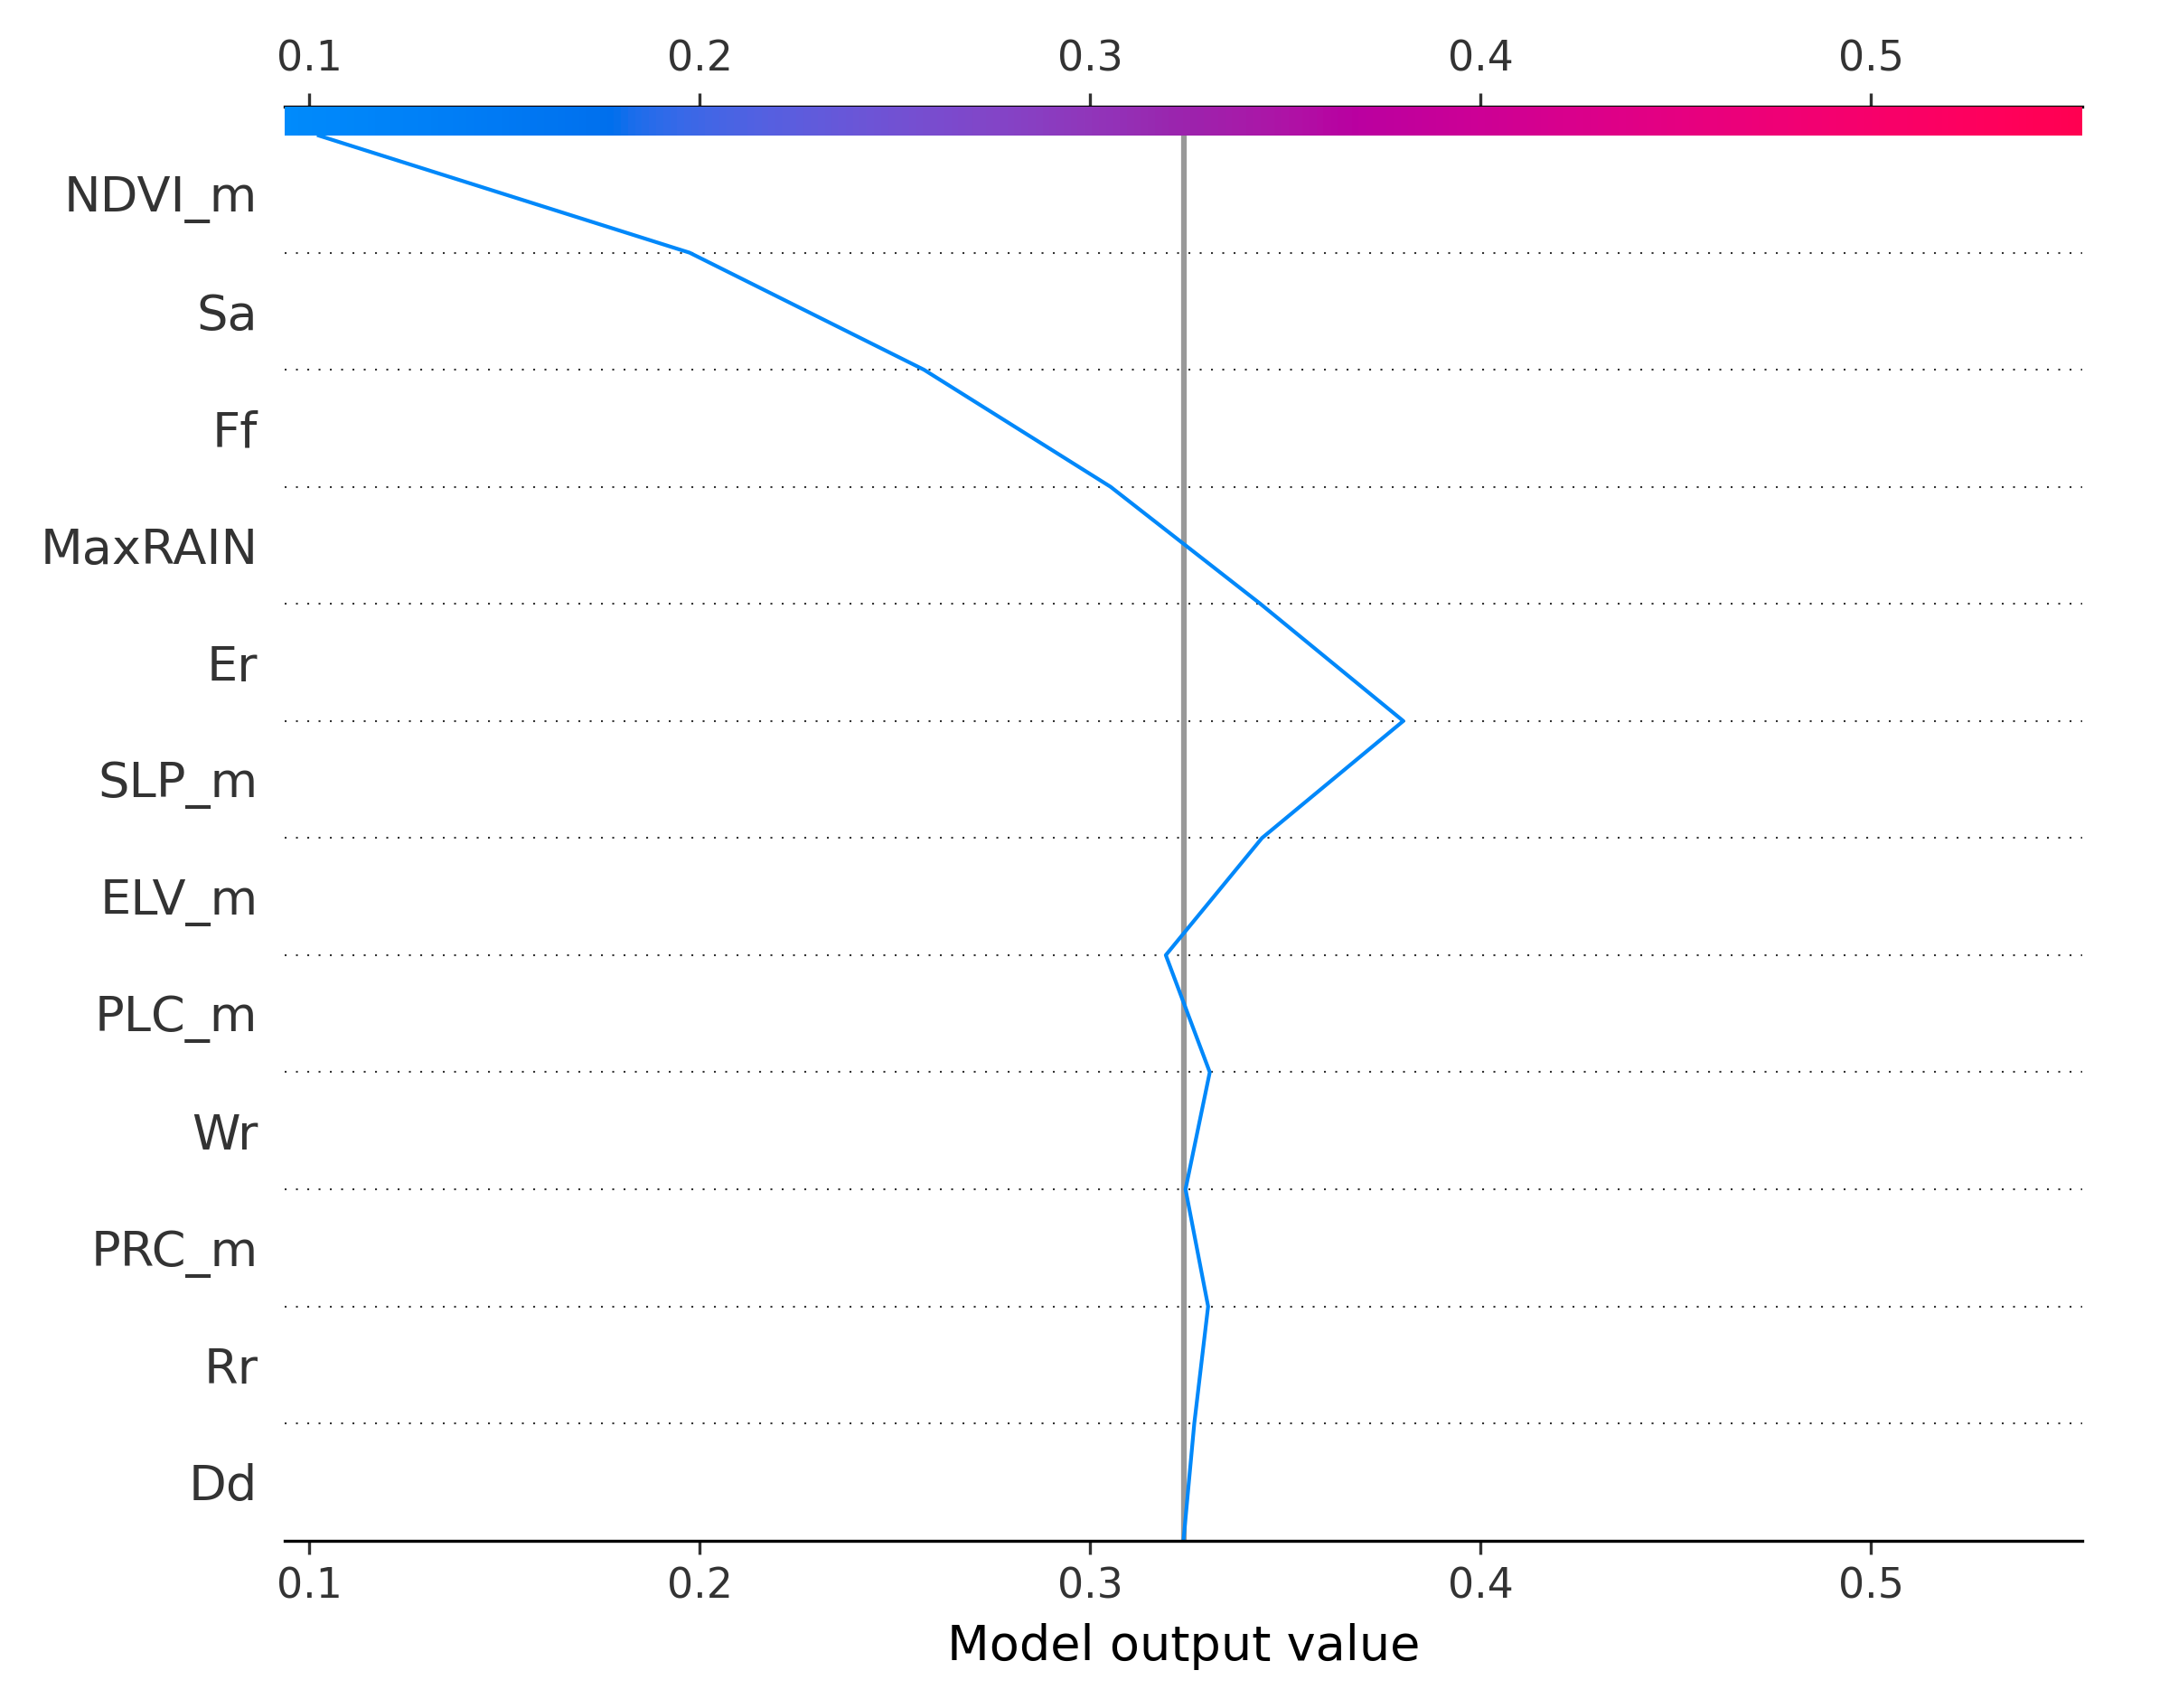 0.1 0.2 0.3 0.4 0.5
NDVI_m
Sa
Ff
MaxRAIN
Er
SLP_m
ELV_m
PLC_m
Wr
PRC_m
Rr
Dd
0.1 0.2 0.3 0.4 0.5
Model output value